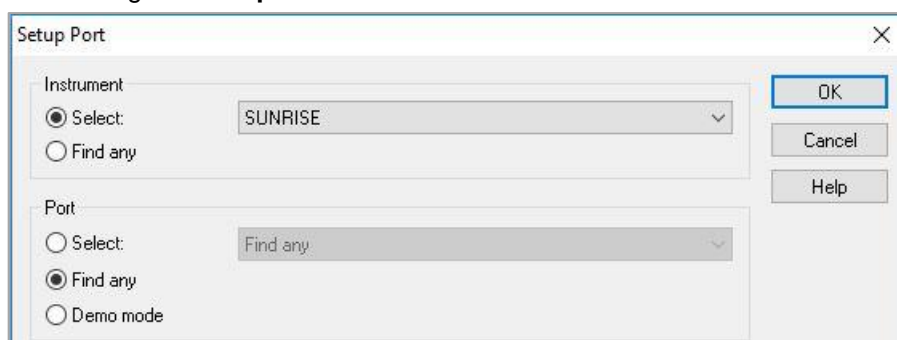 Setup Port
Instrument
Select: SUNRISE
Find any
OK
Cancel
Help
Port
Select: Find any
Find any
Demo mode